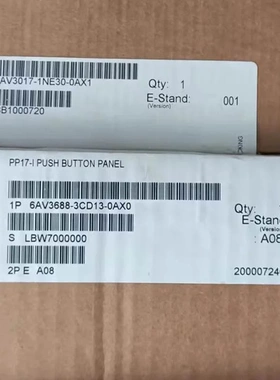 AV3017-1NE30-0AX1
Qty: 1
E-Stand: 001
(Version)
B1000720
PP17-I PUSH BUTTON PANEL
1P 6AV3688-3CD13-0AX0
Qty.
E-Stand
(Version)
: A08
S LBW7000000
2P E A08
2000072